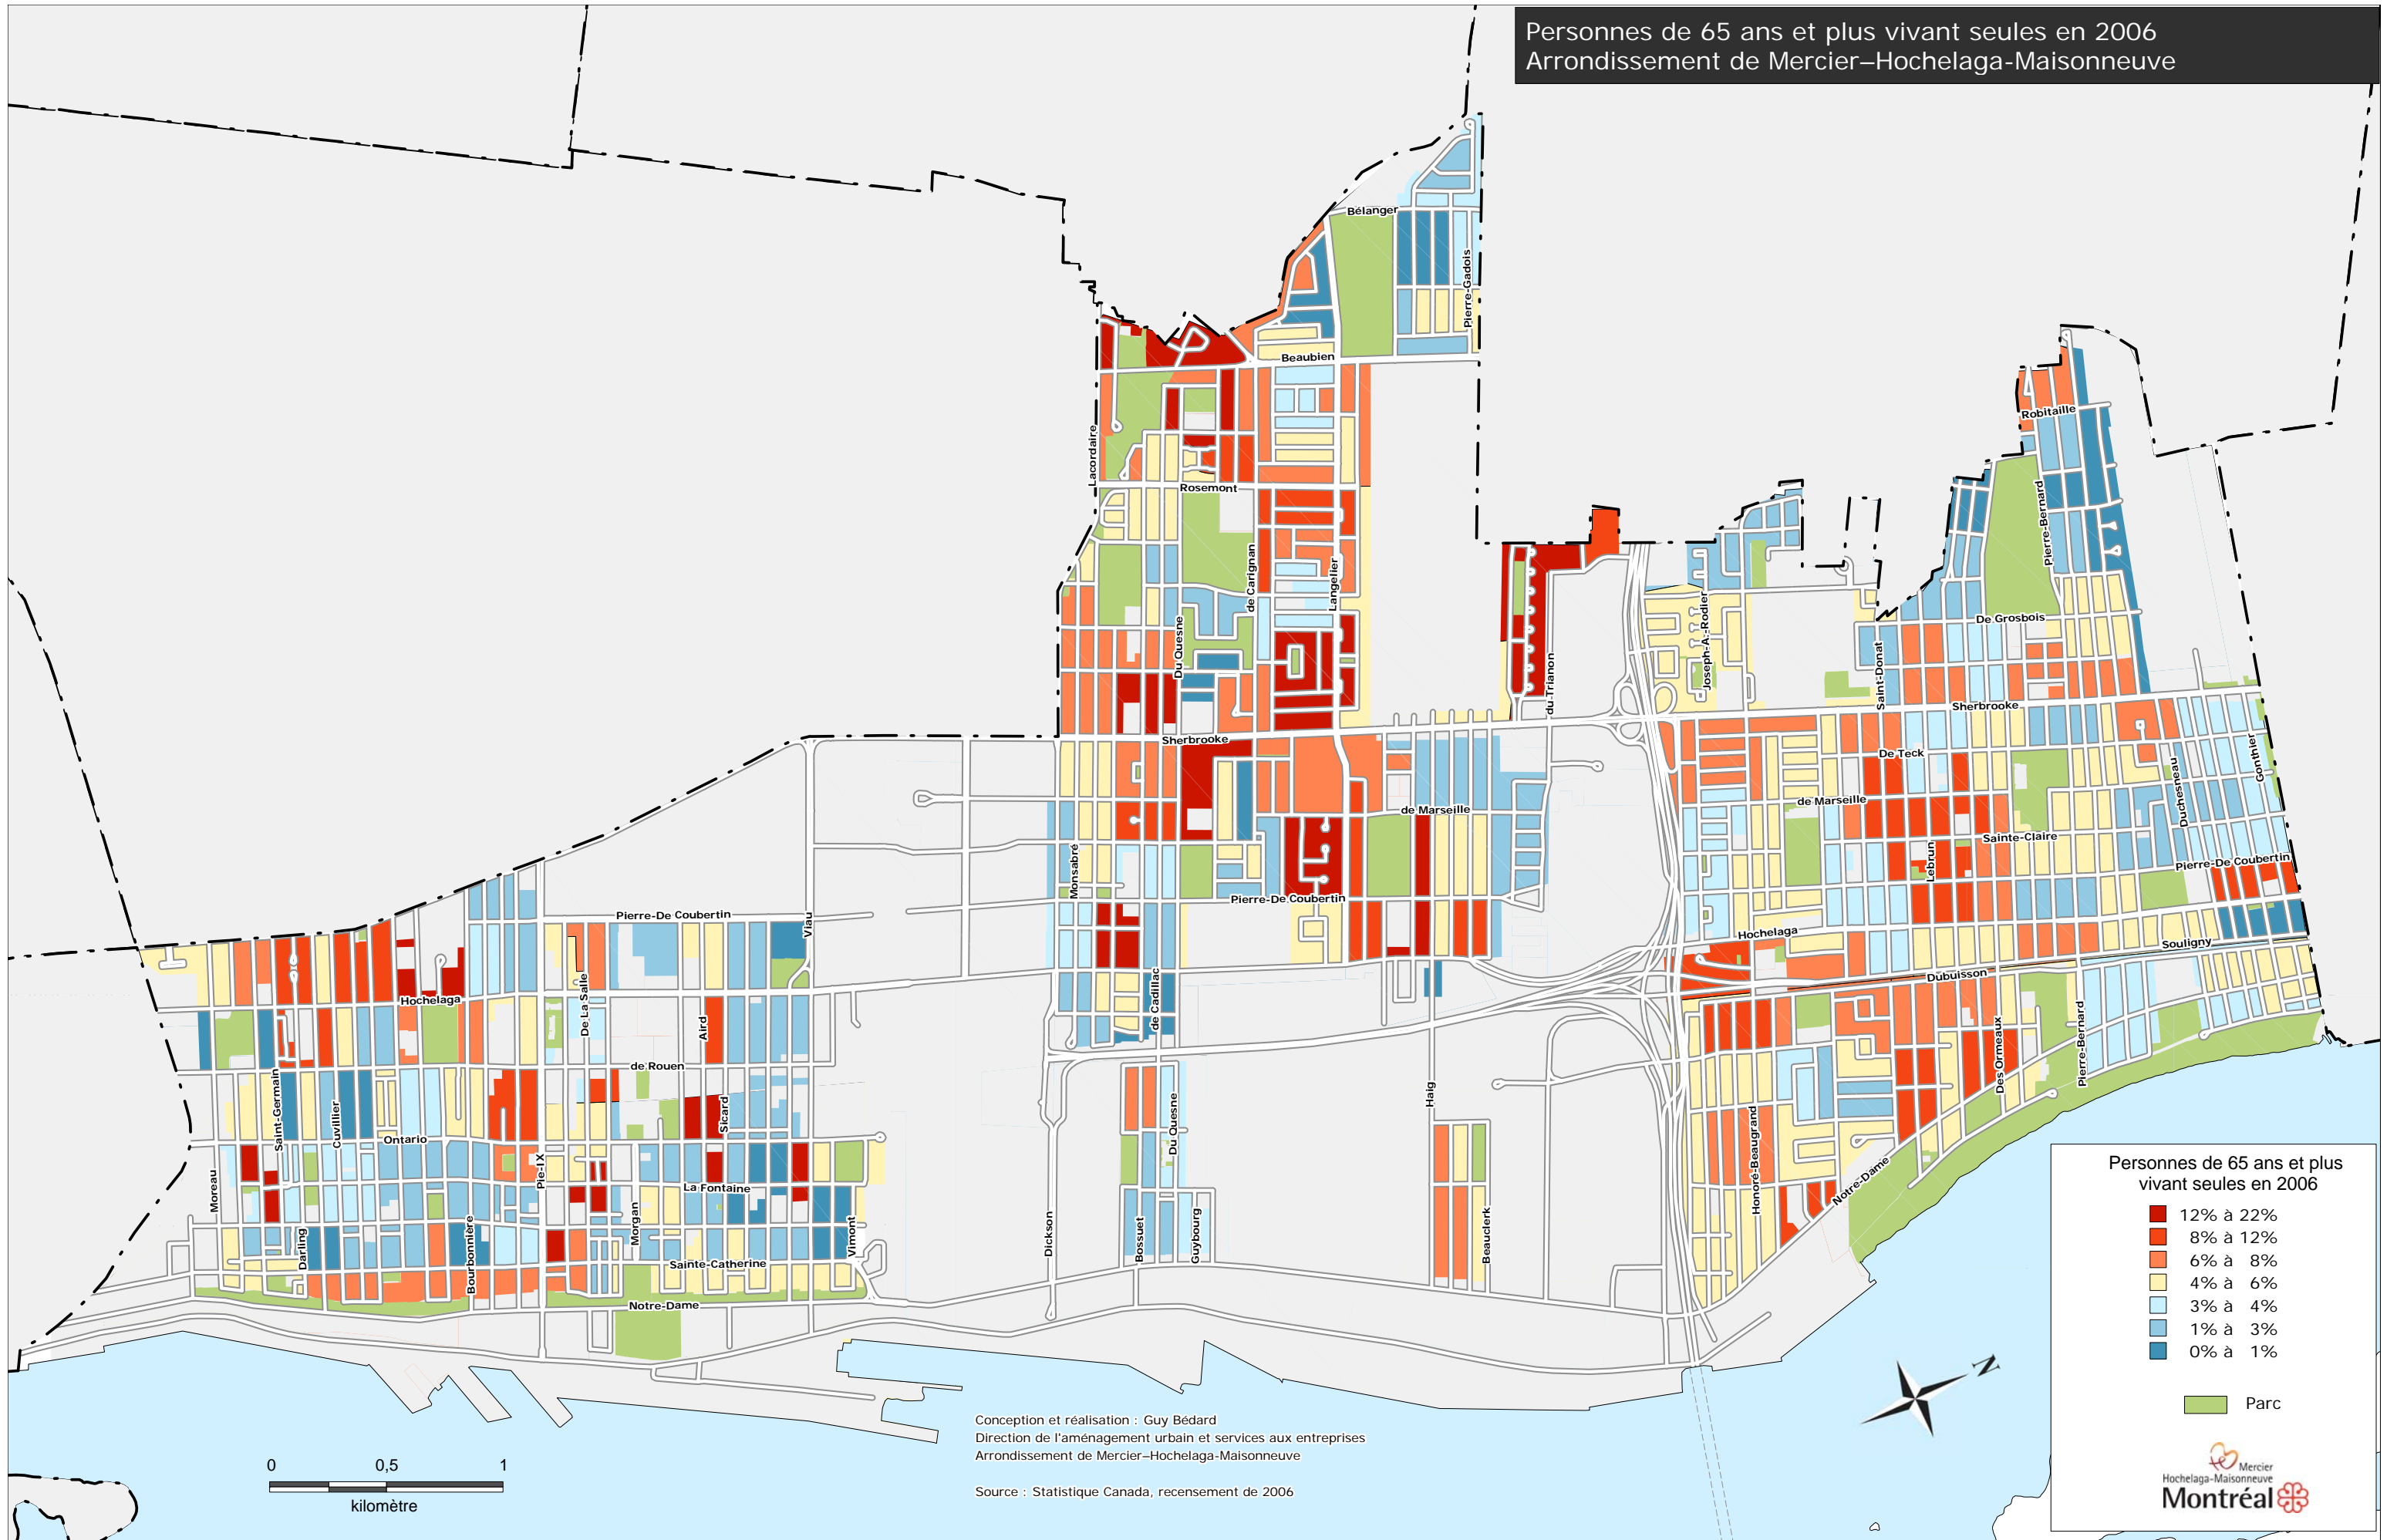 Personnes de 65 ans et plus vivant seules en 2006
Arrondissement de Mercier–Hochelaga-Maisonneuve
Bélanger
Pierre-Gadois
Beaubien
Lacordaire
Rosemont
de Carignan
Langelier
Du Quesne
Sherbrooke
du Trianon
Joseph-A.-Rodier
Saint-Donat
Robitaille
Pierre-Bernard
De Grosbois
Sherbrooke
De Teck
de Marseille
de Marseille
Sainte-Claire
Lebrun
Duchesneau
Gonthier
Pierre-De Coubertin
Pierre-De Coubertin
Pierre-De Coubertin
Monsabré
Viau
Hochelaga
Hochelaga
Souligny
Dubuisson
De La Salle
Aird
de Cadillac
de Rouen
Saint-Germain
Cuvillier
Ontario
Sicard
Du Quesne
Haig
Honoré-Beaugrand
Des Ormeaux
Pierre-Bernard
Moreau
Pie-IX
La Fontaine
Morgan
Darling
Bourbonnière
Vimont
Sainte-Catherine
Notre-Dame
Notre-Dame
Dickson
Bossuet
Guybourg
Beauclerk
Personnes de 65 ans et plus
vivant seules en 2006
12% à 22%
8% à 12%
6% à 8%
4% à 6%
3% à 4%
1% à 3%
0% à 1%
Parc
N
Mercier
Hochelaga-Maisonneuve
Montréal
0 0,5 1
kilomètre
Conception et réalisation : Guy Bédard
Direction de l'aménagement urbain et services aux entreprises
Arrondissement de Mercier–Hochelaga-Maisonneuve
Source : Statistique Canada, recensement de 2006